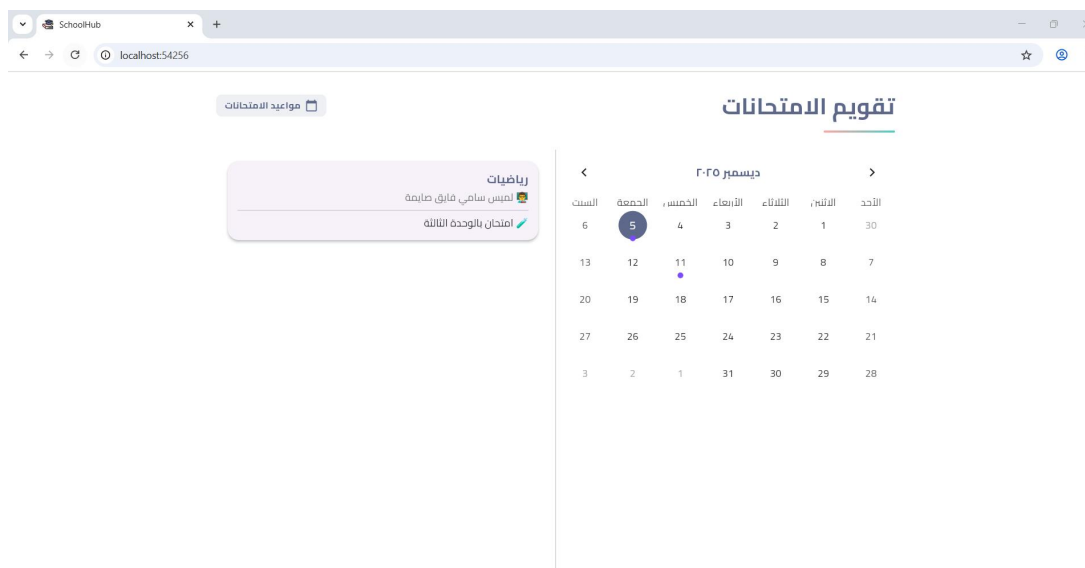 SchoolHub
localhost:54256
تقويم الامتحانات
مواعيد الامتحانات
ديسمبر ٢٠٢٥
الأحد الاثنين الثلاثاء الأربعاء الخميس الجمعة السبت
30 1 2 3 4 5 6
7 8 9 10 11 12 13
14 15 16 17 18 19 20
21 22 23 24 25 26 27
28 29 30 31 1 2 3
رياضيات
لميس سامي فايق صايمة
امتحان بالوحدة الثالثة